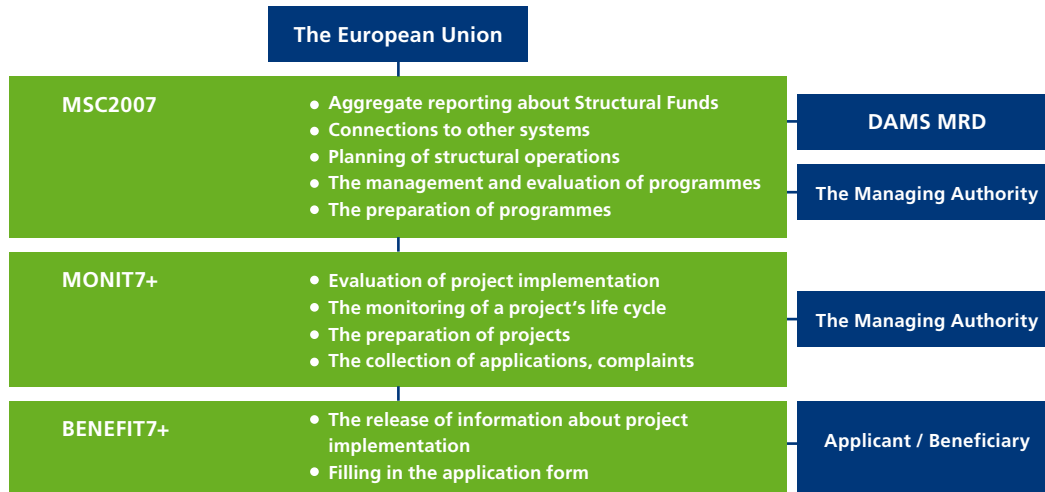 The European Union
MSC2007
• Aggregate reporting about Structural Funds
• Connections to other systems
• Planning of structural operations
• The management and evaluation of programmes
• The preparation of programmes
DAMS MRD
The Managing Authority
MONIT7+
• Evaluation of project implementation
• The monitoring of a project’s life cycle
• The preparation of projects
• The collection of applications, complaints
The Managing Authority
BENEFIT7+
• The release of information about project
implementation
• Filling in the application form
Applicant / Beneficiary